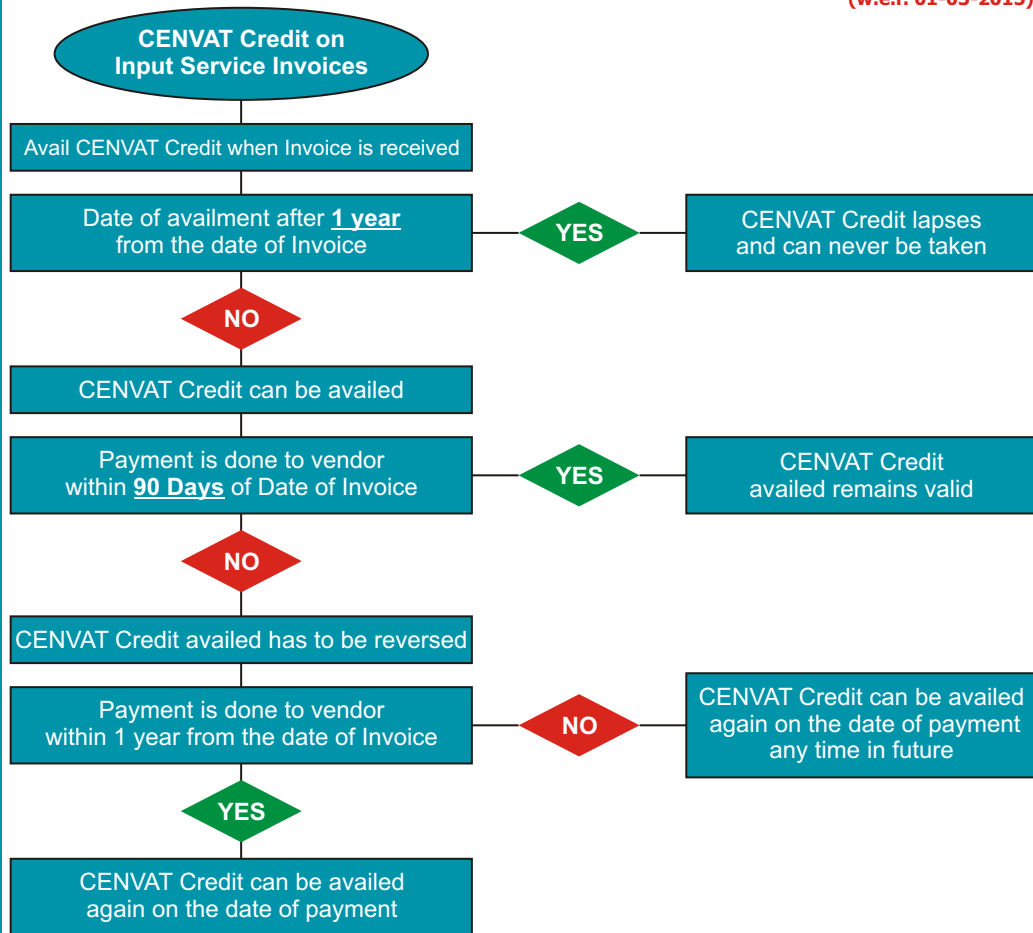 (w.e.f. 01-03-2015)
CENVAT Credit on
Input Service Invoices
Avail CENVAT Credit when Invoice is received
Date of availment after 1 year
from the date of Invoice
YES
CENVAT Credit lapses
and can never be taken
NO
CENVAT Credit can be availed
Payment is done to vendor
within 90 Days of Date of Invoice
YES
CENVAT Credit
availed remains valid
NO
CENVAT Credit availed has to be reversed
Payment is done to vendor
within 1 year from the date of Invoice
NO
CENVAT Credit can be availed
again on the date of payment
any time in future
YES
CENVAT Credit can be availed
again on the date of payment